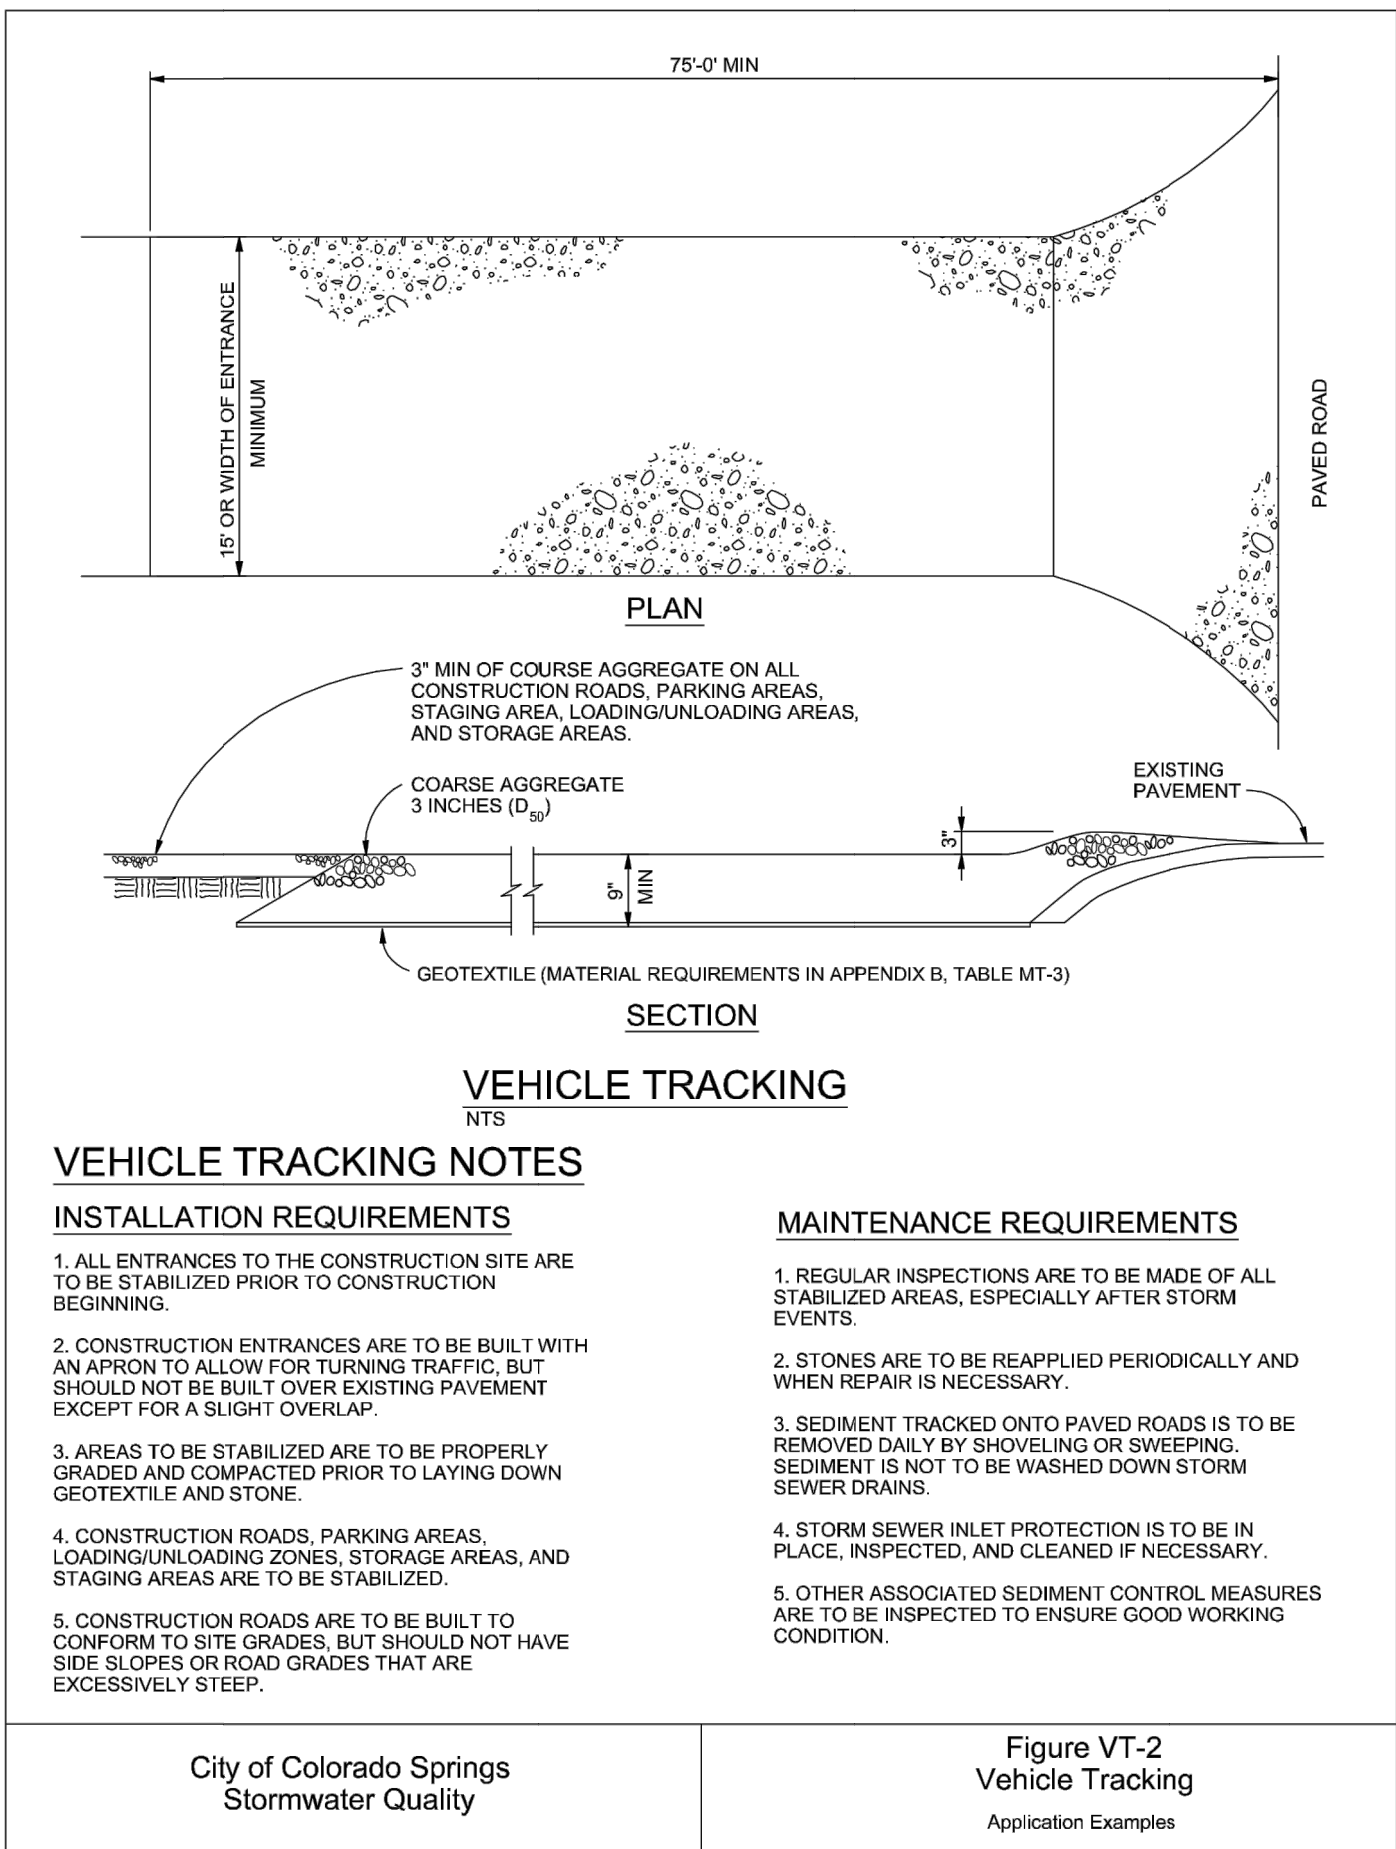 75'-0' MIN
15' OR WIDTH OF ENTRANCE
MINIMUM
PAVED ROAD
PLAN
3" MIN OF COURSE AGGREGATE ON ALL
CONSTRUCTION ROADS, PARKING AREAS,
STAGING AREA, LOADING/UNLOADING AREAS,
AND STORAGE AREAS.
COARSE AGGREGATE
3 INCHES (D50)
EXISTING
PAVEMENT
3"
9"
MIN
GEOTEXTILE (MATERIAL REQUIREMENTS IN APPENDIX B, TABLE MT-3)
SECTION
VEHICLE TRACKING
NTS
VEHICLE TRACKING NOTES
INSTALLATION REQUIREMENTS
1. ALL ENTRANCES TO THE CONSTRUCTION SITE ARE
TO BE STABILIZED PRIOR TO CONSTRUCTION
BEGINNING.
2. CONSTRUCTION ENTRANCES ARE TO BE BUILT WITH
AN APRON TO ALLOW FOR TURNING TRAFFIC, BUT
SHOULD NOT BE BUILT OVER EXISTING PAVEMENT
EXCEPT FOR A SLIGHT OVERLAP.
3. AREAS TO BE STABILIZED ARE TO BE PROPERLY
GRADED AND COMPACTED PRIOR TO LAYING DOWN
GEOTEXTILE AND STONE.
4. CONSTRUCTION ROADS, PARKING AREAS,
LOADING/UNLOADING ZONES, STORAGE AREAS, AND
STAGING AREAS ARE TO BE STABILIZED.
5. CONSTRUCTION ROADS ARE TO BE BUILT TO
CONFORM TO SITE GRADES, BUT SHOULD NOT HAVE
SIDE SLOPES OR ROAD GRADES THAT ARE
EXCESSIVELY STEEP.
MAINTENANCE REQUIREMENTS
1. REGULAR INSPECTIONS ARE TO BE MADE OF ALL
STABILIZED AREAS, ESPECIALLY AFTER STORM
EVENTS.
2. STONES ARE TO BE REAPPLIED PERIODICALLY AND
WHEN REPAIR IS NECESSARY.
3. SEDIMENT TRACKED ONTO PAVED ROADS IS TO BE
REMOVED DAILY BY SHOVELING OR SWEEPING.
SEDIMENT IS NOT TO BE WASHED DOWN STORM
SEWER DRAINS.
4. STORM SEWER INLET PROTECTION IS TO BE IN
PLACE, INSPECTED, AND CLEANED IF NECESSARY.
5. OTHER ASSOCIATED SEDIMENT CONTROL MEASURES
ARE TO BE INSPECTED TO ENSURE GOOD WORKING
CONDITION.
City of Colorado Springs
Stormwater Quality
Figure VT-2
Vehicle Tracking
Application Examples